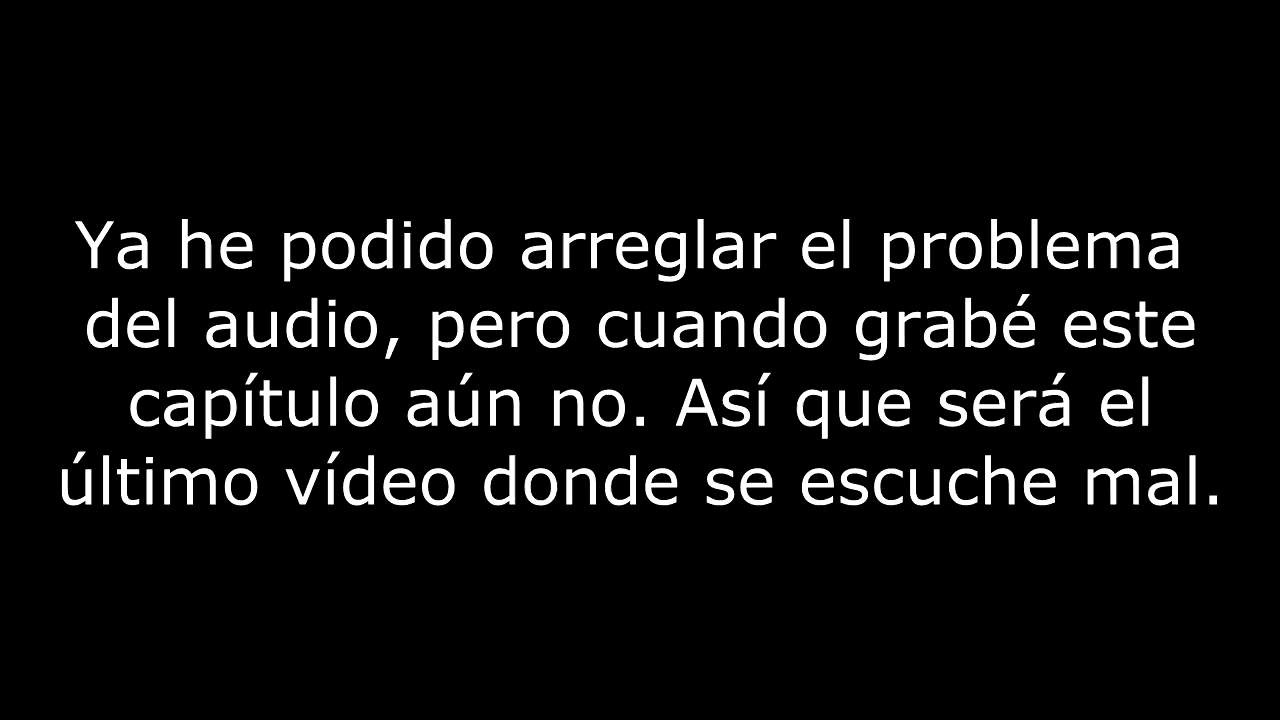 Ya he podido arreglar el problema
del audio, pero cuando grabé este
capítulo aún no. Así que será el
último vídeo donde se escuche mal.